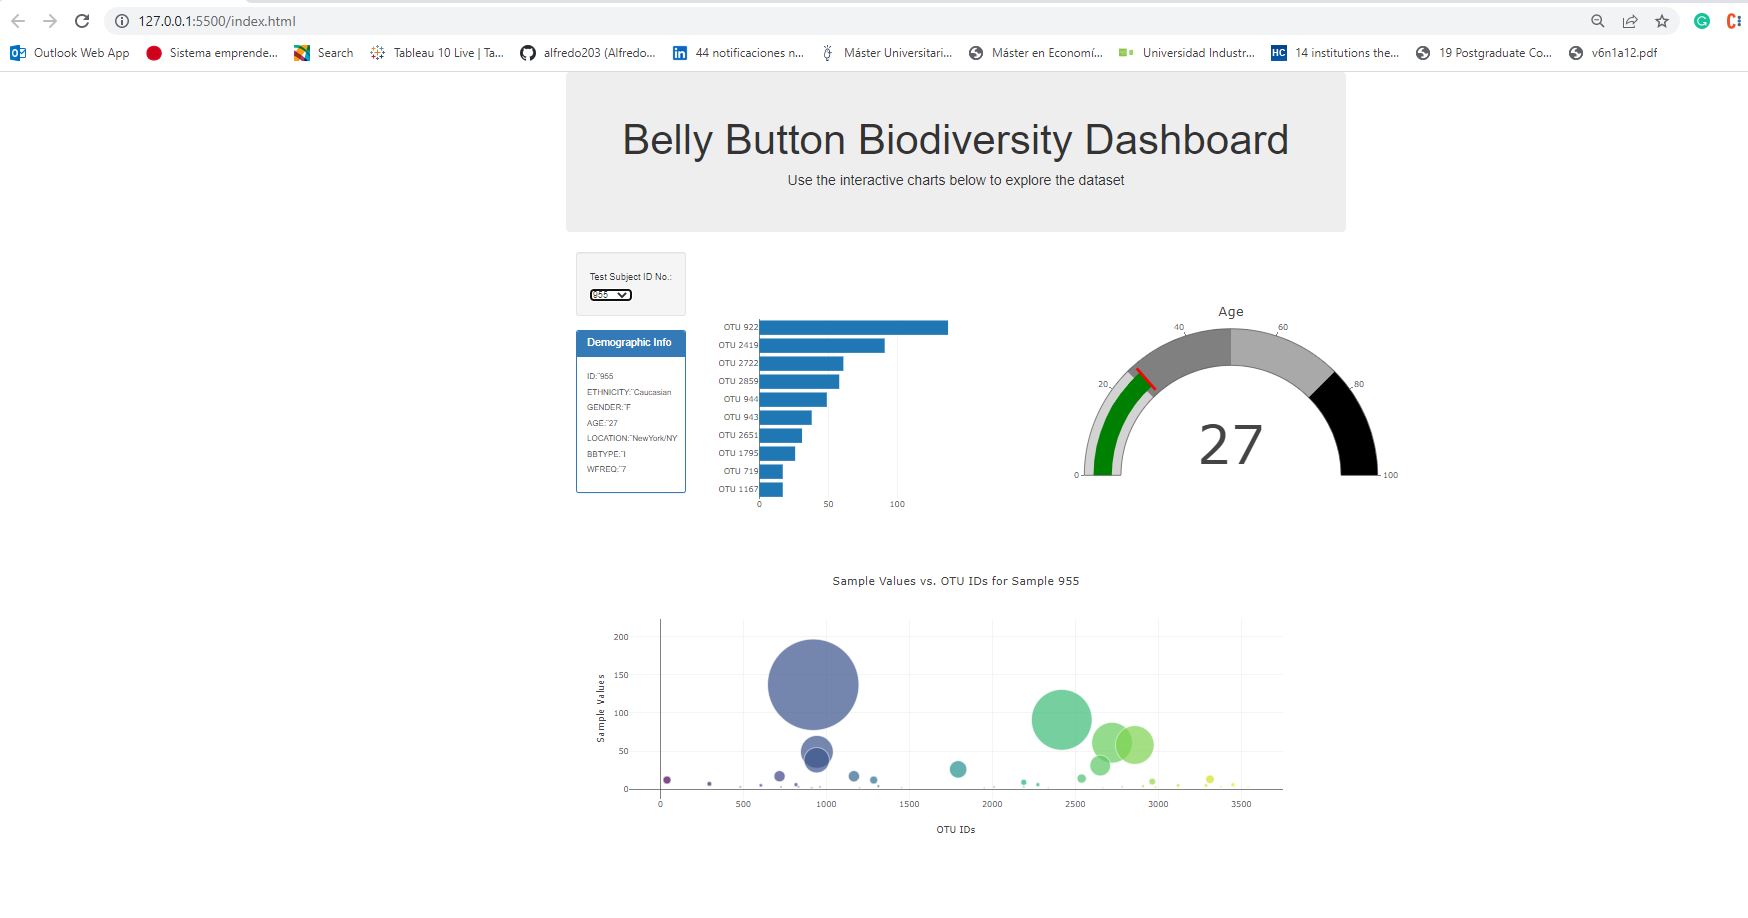 127.0.0.1:5500/index.html
Outlook Web App
Sistema emprende...
Search
Tableau 10 Live | Ta...
alfredo203 (Alfredo...
44 notificaciones n...
Máster Universitari...
Máster en Economí...
Universidad Industr...
HC
14 institutions the...
19 Postgraduate Co...
v6n1a12.pdf
Belly Button Biodiversity Dashboard
Use the interactive charts below to explore the dataset
Test Subject ID No.:
955
Demographic Info
ID:¨955
ETHNICITY:¨Caucasian
GENDER:¨F
AGE:¨27
LOCATION:¨NewYork/NY
BBTYPE:¨I
WFREQ:¨7
OTU 922
OTU 2419
OTU 2722
OTU 2859
OTU 944
OTU 943
OTU 2651
OTU 1795
OTU 719
OTU 1167
0 50 100
Age
40 60
20 80
27
0 100
Sample Values vs. OTU IDs for Sample 955
200
150
100
50
0
Sample Values
0 500 1000 1500 2000 2500 3000 3500
OTU IDs